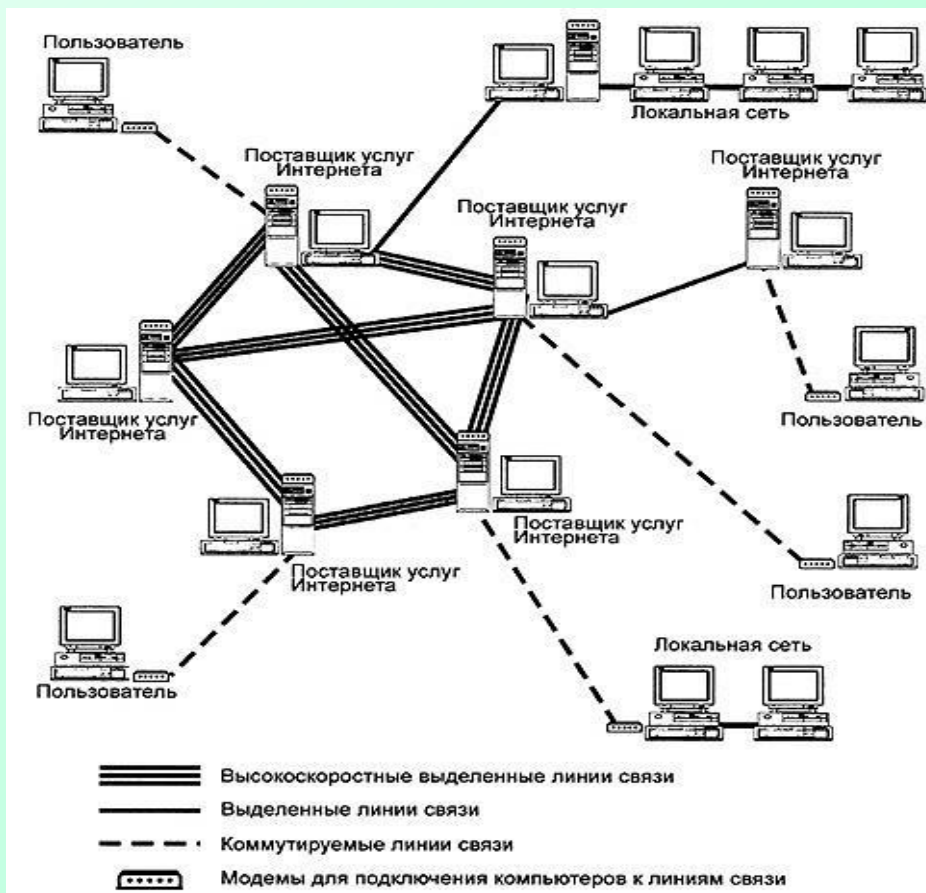 Пользователь
Локальная сеть
Поставщик услуг
Интернета
Поставщик услуг
Интернета
Поставщик услуг
Интернета
Поставщик услуг
Интернета
Пользователь
Поставщик услуг
Интернета
Поставщик услуг
Интернета
Пользователь
Пользователь
Локальная сеть
Высокоскоростные выделенные линии связи
Выделенные линии связи
Коммутируемые линии связи
Модемы для подключения компьютеров к линиям связи